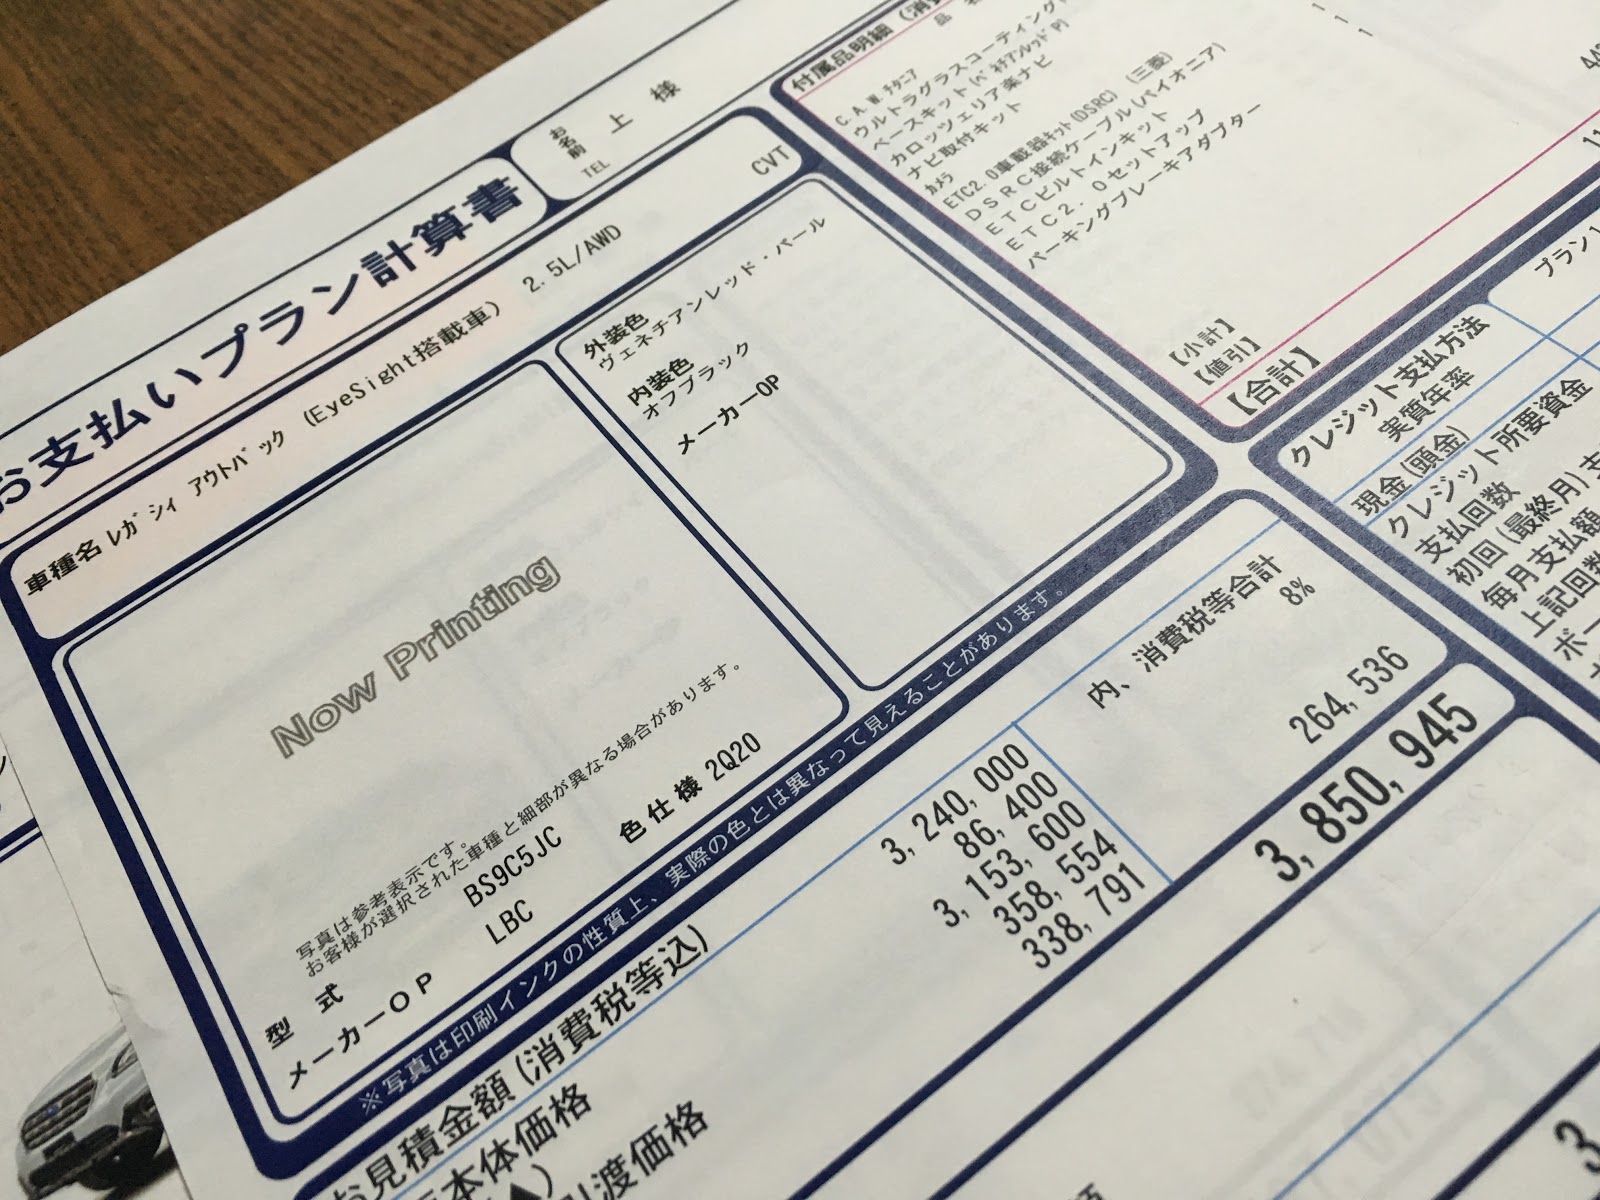 お支払いプラン計算書
お名前 上 様
TEL
車種名 レガシィ アウトバック (EyeSight搭載車) 2.5L/AWD CVT
Now Printing
写真は参考表示です。
お客様が選択された車種と細部が異なる場合があります。
型 式 BS9C5JC 色仕様 2Q20
メーカーOP LBC
外装色
ヴェネチアンレッド・パール
内装色
オフブラック
メーカーOP
※写真は印刷インクの性質上、実際の色とは異なって見えることがあります。
付属品明細
C.A.W.チタニア
ウルトラグラスコーティング
ベースキット(ベネチアンレッドP)
カロッツェリア楽ナビ
ナビ取付キット
カメラ
ETC2.0車載器キット(DSRC) (三菱)
DSRC接続ケーブル(パイオニア)
ETCビルトインキット
ETC2.0セットアップ
パーキングブレーキアダプター
【小計】
【値引】
【合計】
プラン1
クレジット支払方法
実質年率
現金(頭金)
クレジット所要資金
支払回数
初回(最終月)支
毎月支払額
上記回数
ボー
お見積金額(消費税等込)
内、消費税等合計
8%
264,536
3,850,945
本体価格
3,240,000
86,400
引渡価格
3,153,600
358,554
338,791